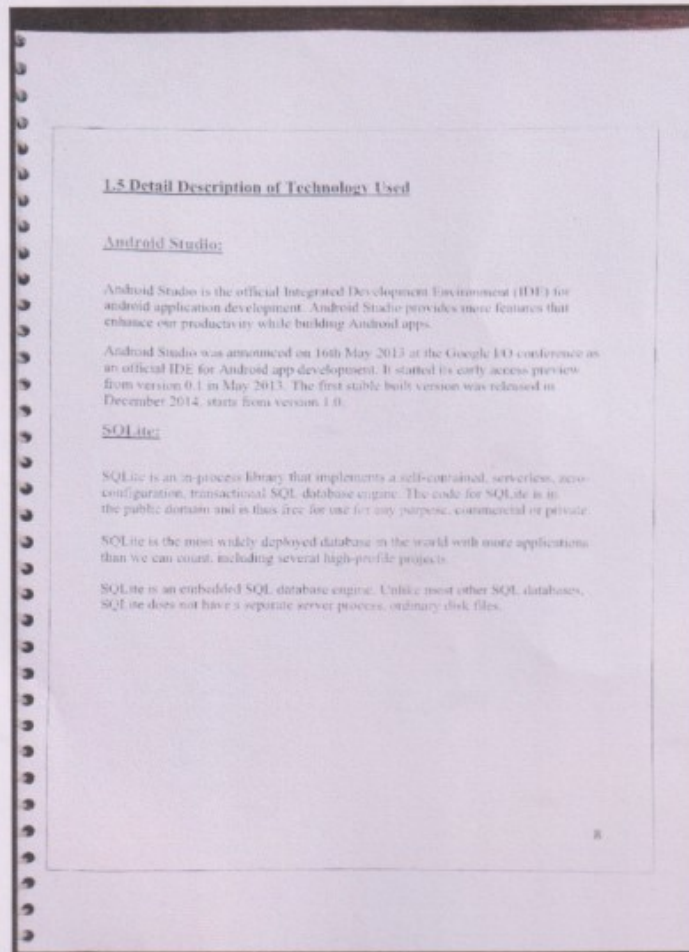 1.5 Detail Description of Technology Used
Android Studio:
Android Studio is the official Integrated Development Environment (IDE) for
android application development. Android Studio provides more features that
enhance our productivity while building Android apps.
Android Studio was announced on 16th May 2013 at the Google I/O conference as
an official IDE for Android app development. It started its early access preview
from version 0.1 in May 2013. The first stable built version was released in
December 2014, starts from version 1.0.
SQLite:
SQLite is an in-process library that implements a self-contained, serverless, zero-
configuration, transactional SQL database engine. The code for SQLite is in
the public domain and is thus free for use for any purpose, commercial or private.
SQLite is the most widely deployed database in the world with more applications
than we can count, including several high-profile projects.
SQLite is an embedded SQL database engine. Unlike most other SQL databases,
SQLite does not have a separate server process, ordinary disk files.
8